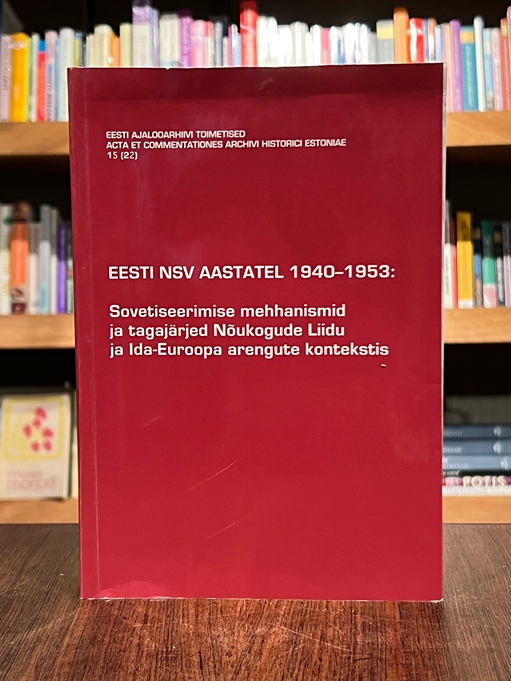 EESTI AJALOOARHIIVI TOIMETISED
ACTA ET COMMENTATIONES ARCHIVI HISTORICI ESTONIAE
15 (22)
EESTI NSV AASTATEL 1940–1953:
Sovetiseerimise mehhanismid
ja tagajärjed Nõukogude Liidu
ja Ida-Euroopa arengute kontekstis
POTIS